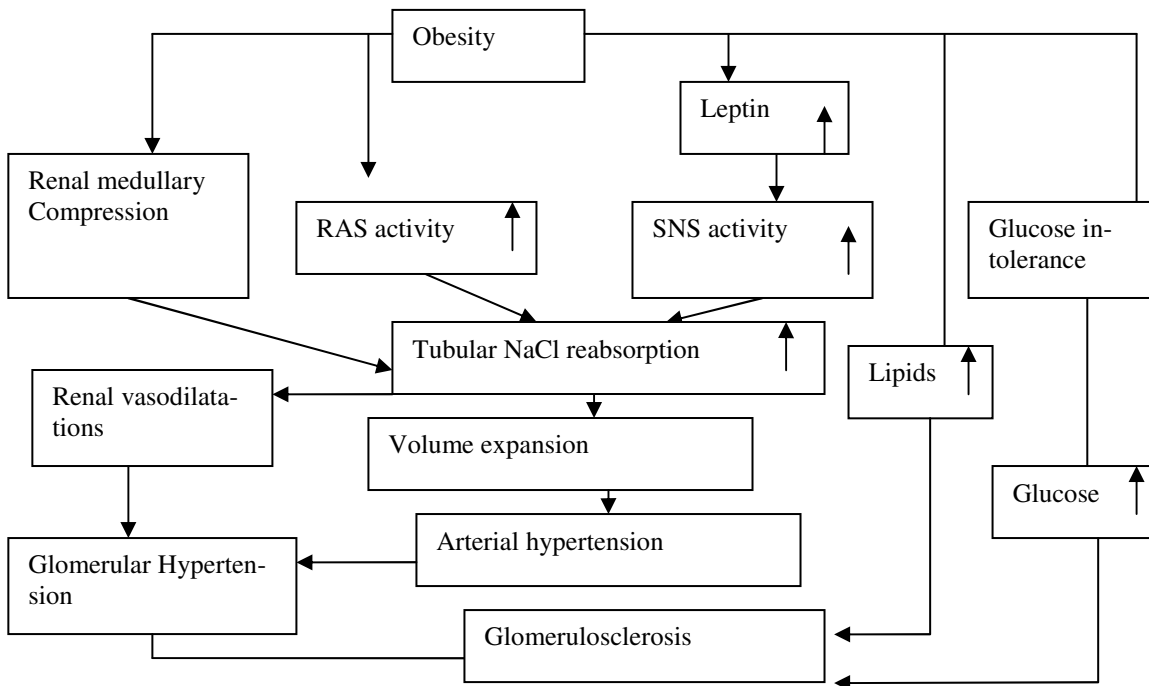 Obesity
Leptin
Renal medullary
Compression
RAS activity
SNS activity
Glucose in-
tolerance
Tubular NaCl reabsorption
Lipids
Renal vasodilata-
tions
Volume expansion
Glucose
Arterial hypertension
Glomerular Hyperten-
sion
Glomerulosclerosis